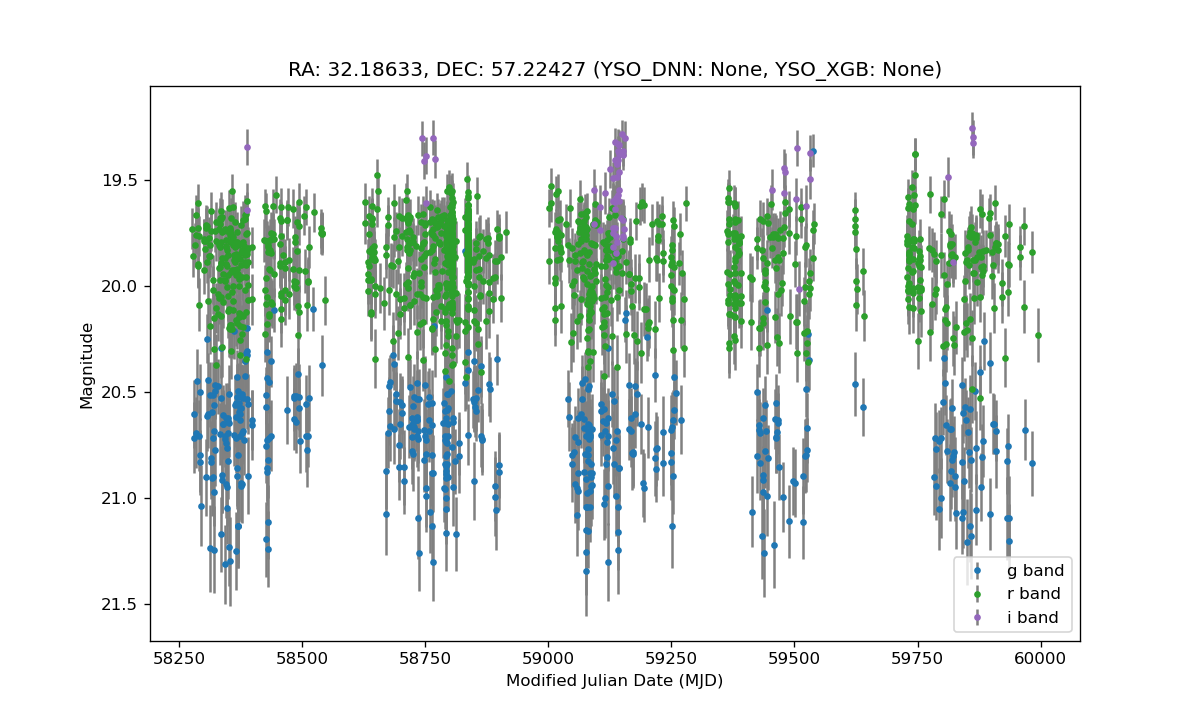 RA: 32.18633, DEC: 57.22427 (YSO_DNN: None, YSO_XGB: None)
Magnitude
19.5
20.0
20.5
21.0
21.5
58250 58500 58750 59000 59250 59500 59750 60000
Modified Julian Date (MJD)
g band
r band
i band